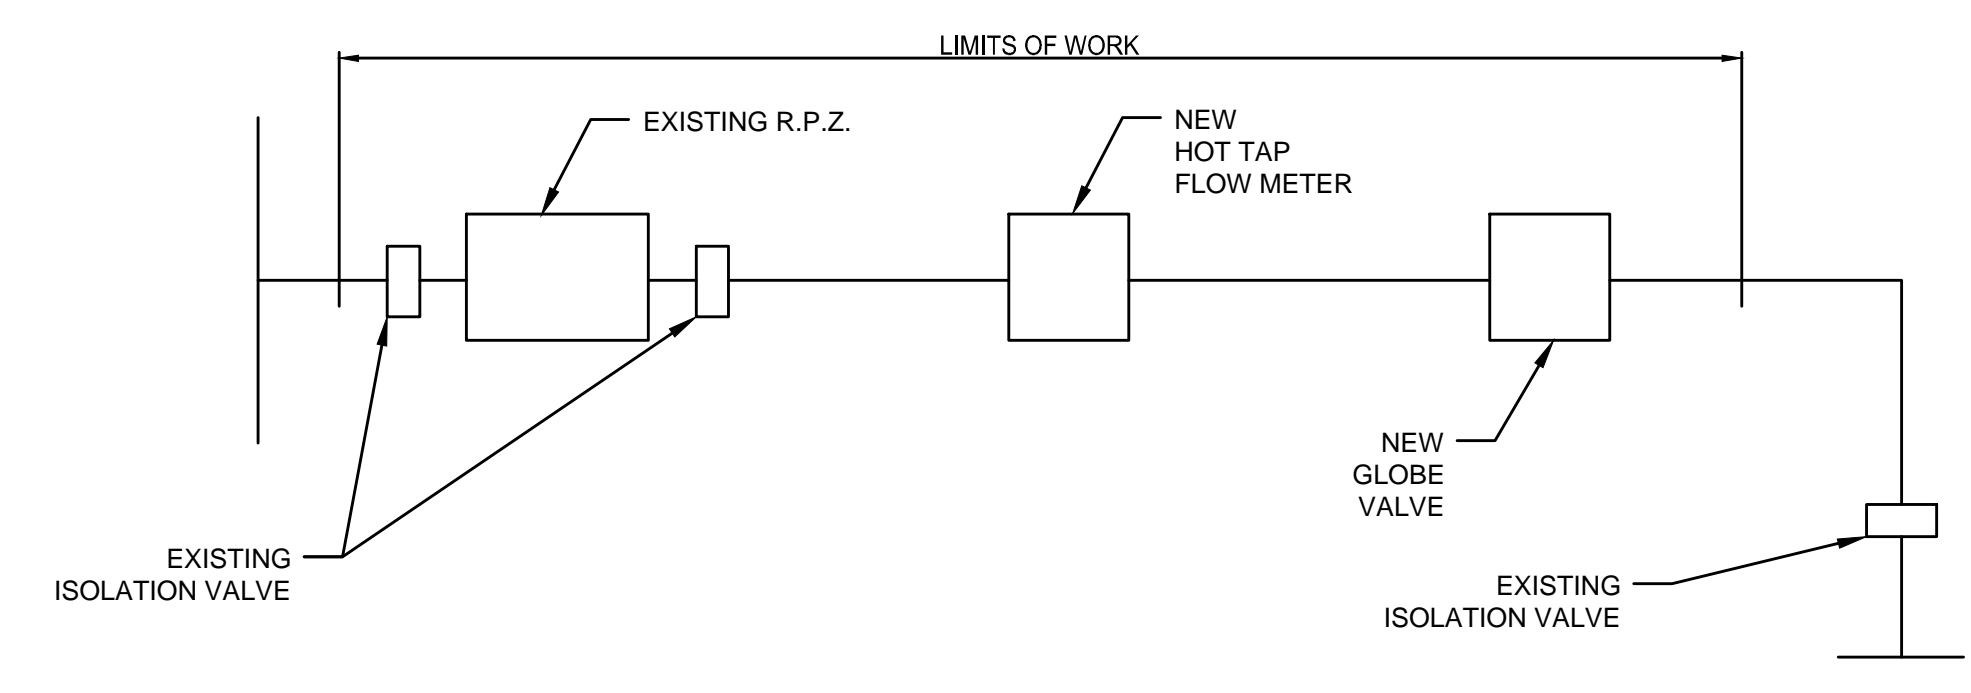 LIMITS OF WORK
EXISTING R.P.Z.
NEW
HOT TAP
FLOW METER
NEW
GLOBE
VALVE
EXISTING
ISOLATION VALVE
EXISTING
ISOLATION VALVE